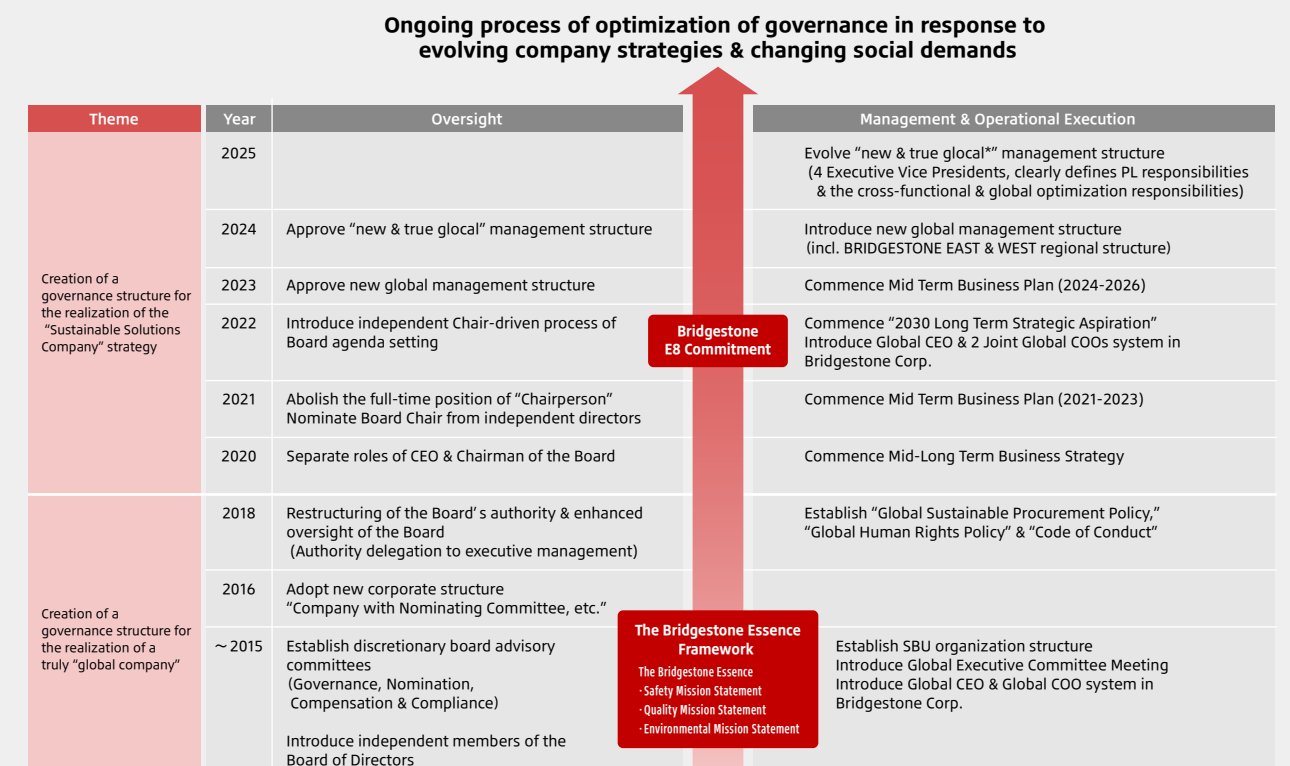 Ongoing process of optimization of governance in response to
evolving company strategies & changing social demands
Theme
Year
Oversight
Management & Operational Execution
Creation of a
governance structure for
the realization of the
“Sustainable Solutions
Company” strategy
2025
Evolve “new & true glocal*” management structure
(4 Executive Vice Presidents, clearly defines PL responsibilities
& the cross-functional & global optimization responsibilities)
2024
Approve “new & true glocal” management structure
Introduce new global management structure
(incl. BRIDGESTONE EAST & WEST regional structure)
2023
Approve new global management structure
Commence Mid Term Business Plan (2024-2026)
2022
Introduce independent Chair-driven process of
Board agenda setting
Bridgestone
E8 Commitment
Commence “2030 Long Term Strategic Aspiration”
Introduce Global CEO & 2 Joint Global COOs system in
Bridgestone Corp.
2021
Abolish the full-time position of “Chairperson”
Nominate Board Chair from independent directors
Commence Mid Term Business Plan (2021-2023)
2020
Separate roles of CEO & Chairman of the Board
Commence Mid-Long Term Business Strategy
Creation of a
governance structure for
the realization of a
truly “global company”
2018
Restructuring of the Board’s authority & enhanced
oversight of the Board
(Authority delegation to executive management)
Establish “Global Sustainable Procurement Policy,”
“Global Human Rights Policy” & “Code of Conduct”
2016
Adopt new corporate structure
“Company with Nominating Committee, etc.”
~2015
Establish discretionary board advisory
committees
(Governance, Nomination,
Compensation & Compliance)
Introduce independent members of the
Board of Directors
The Bridgestone Essence
Framework
The Bridgestone Essence
·Safety Mission Statement
·Quality Mission Statement
·Environmental Mission Statement
Establish SBU organization structure
Introduce Global Executive Committee Meeting
Introduce Global CEO & Global COO system in
Bridgestone Corp.